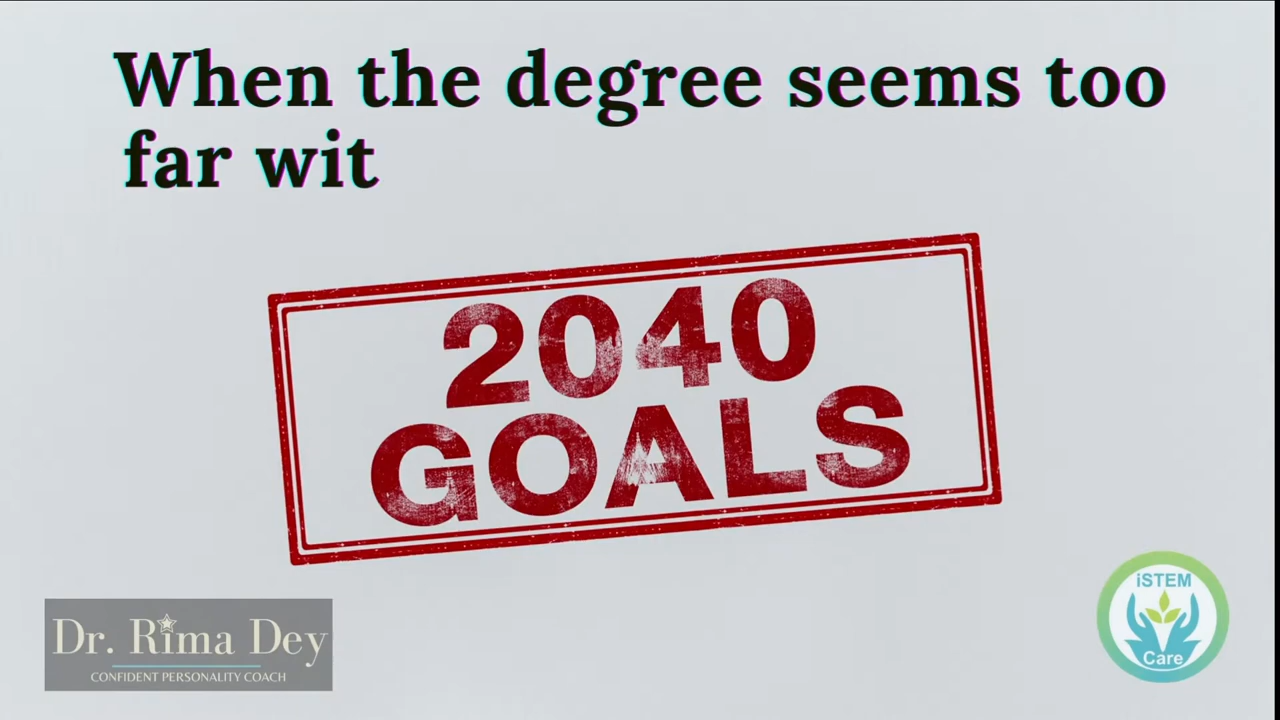 When the degree seems too
far wit
2040
GOALS
Dr. Rima Dey
CONFIDENT PERSONALITY COACH
iSTEM
Care